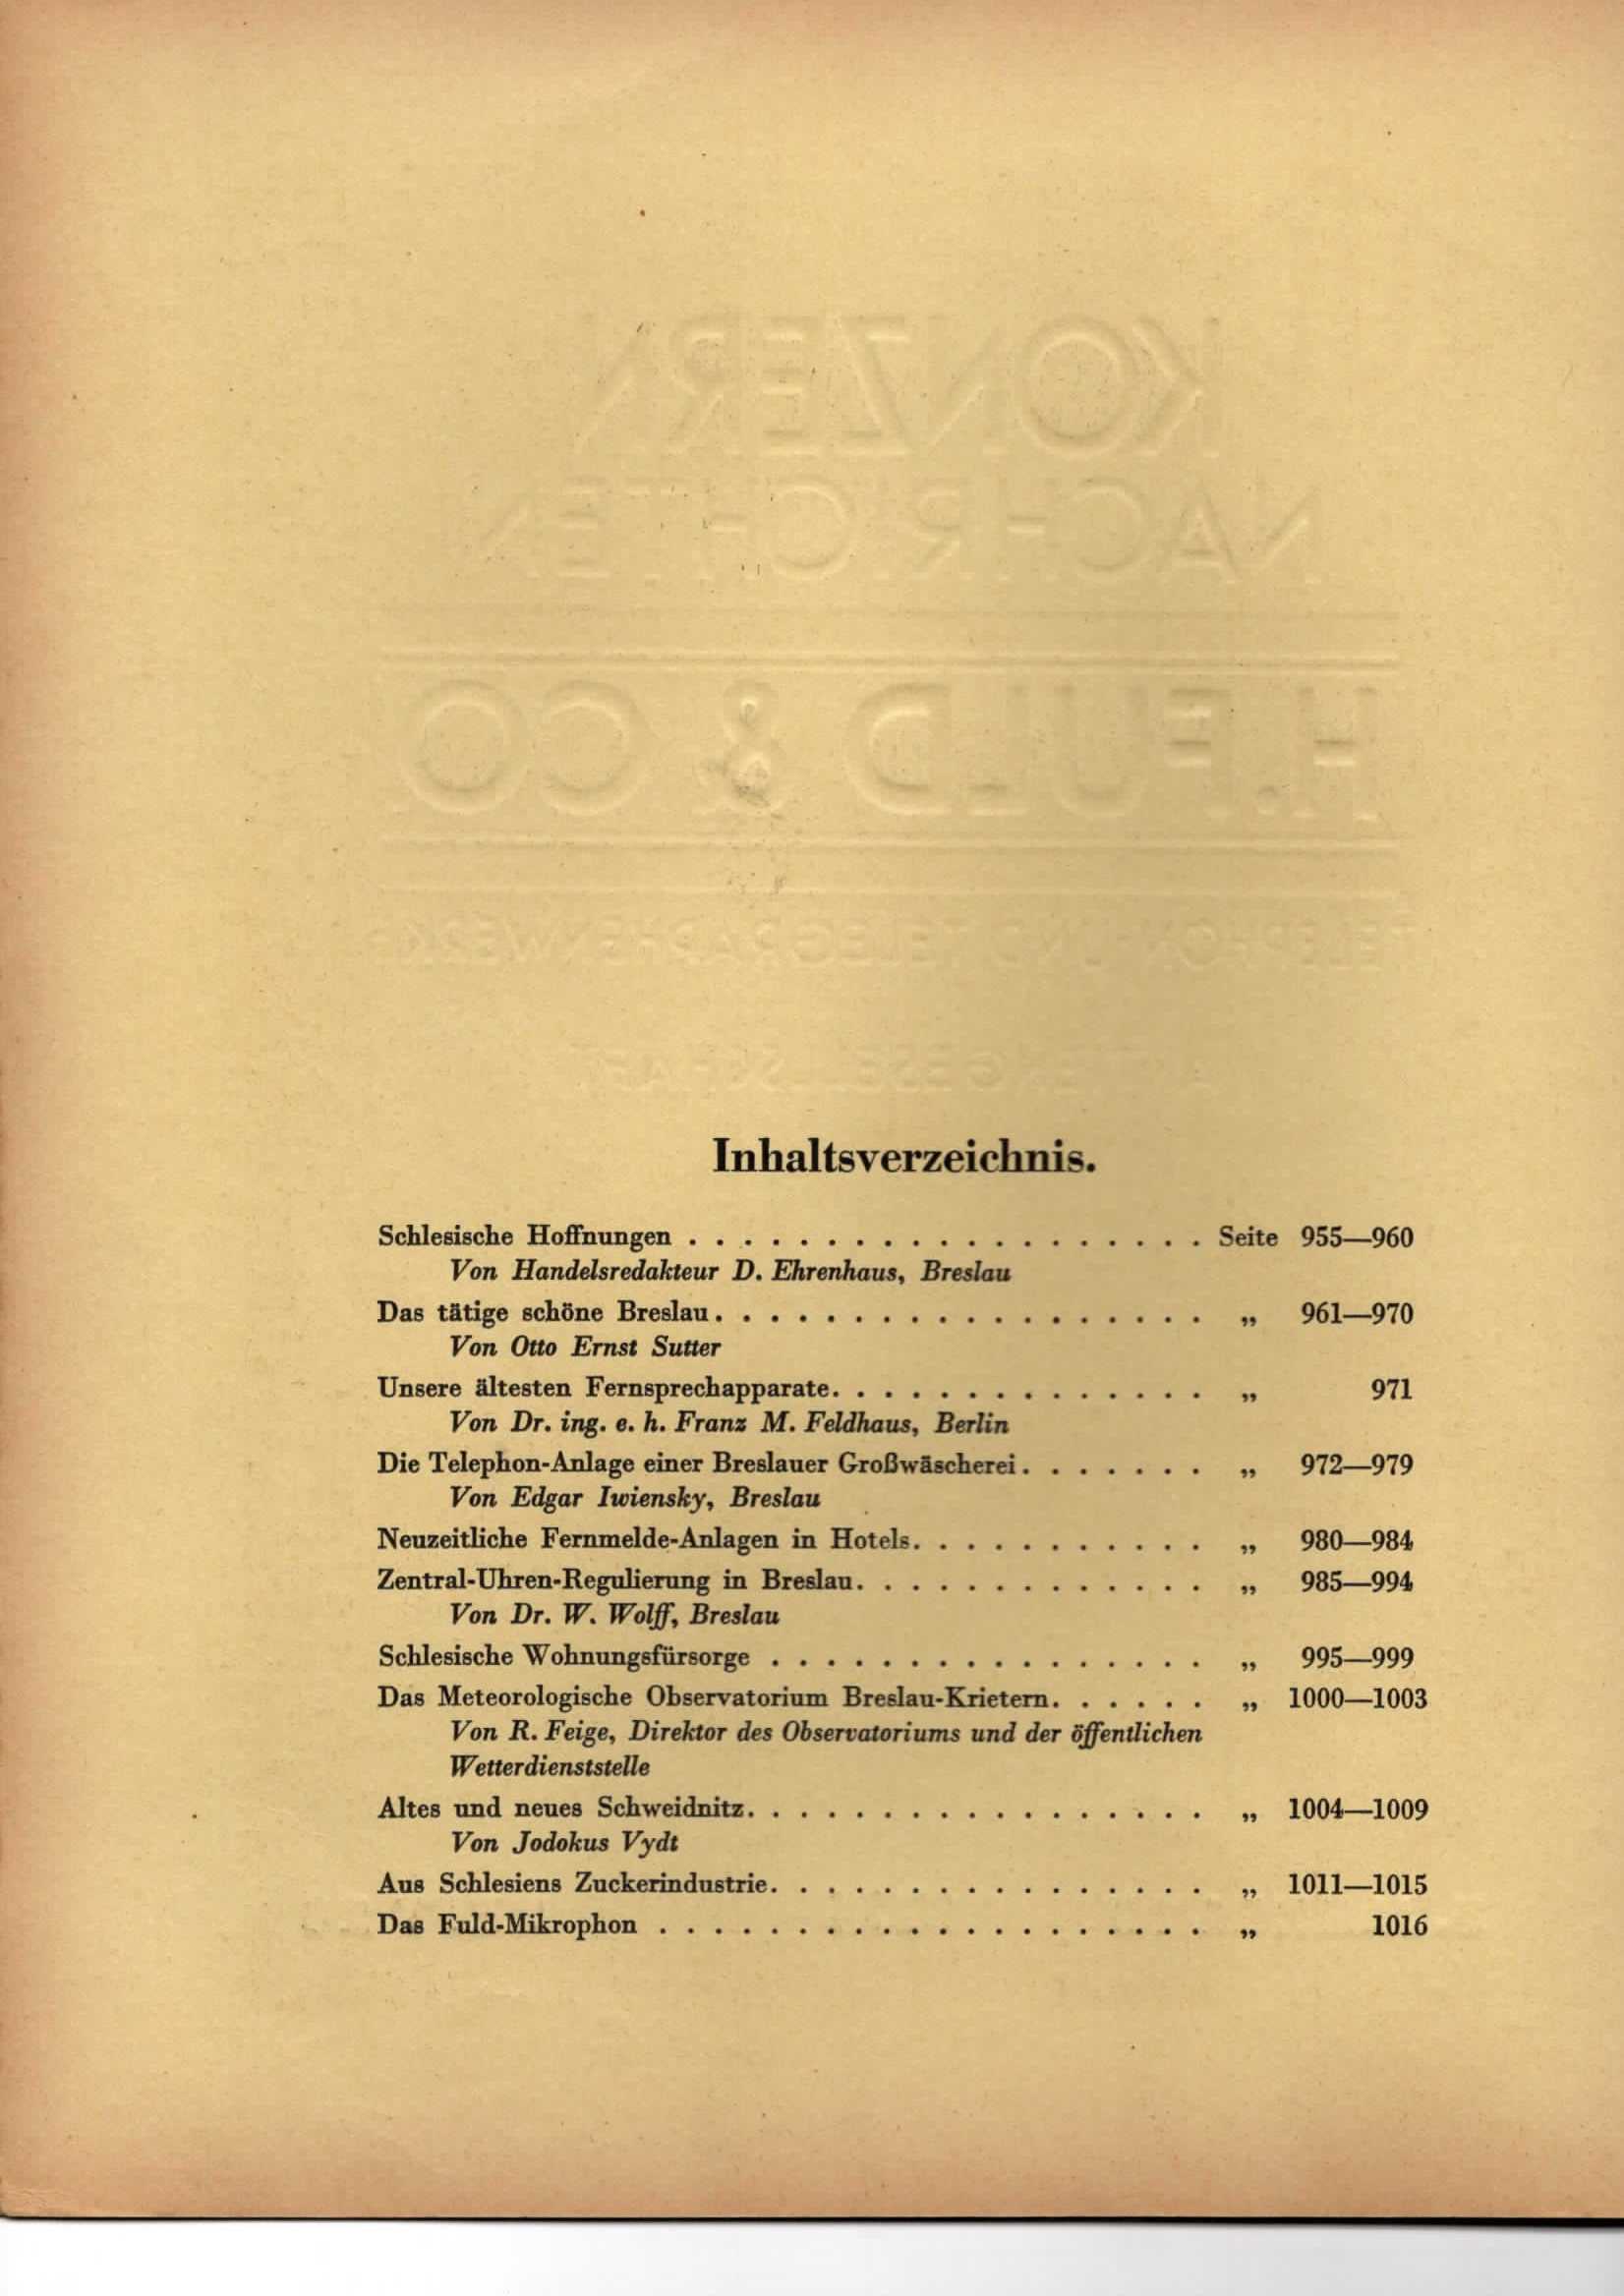 KONZERN
NACHRICHTEN
H. FULD & CO
TELEPHON- UND TELEGRAPHENWERKE
AKTIENGESELLSCHAFT
Inhaltsverzeichnis.
Schlesische Hoffnungen . . . . . . . . . . . . . . . . . . . Seite 955—960
Von Handelsredakteur D. Ehrenhaus, Breslau
Das tätige schöne Breslau. . . . . . . . . . . . . . . . . . „ 961—970
Von Otto Ernst Sutter
Unsere ältesten Fernsprechapparate. . . . . . . . . . . . . . „ 971
Von Dr. ing. e. h. Franz M. Feldhaus, Berlin
Die Telephon-Anlage einer Breslauer Großwäscherei. . . . . . . „ 972—979
Von Edgar Iwiensky, Breslau
Neuzeitliche Fernmelde-Anlagen in Hotels. . . . . . . . . . . „ 980—984
Zentral-Uhren-Regulierung in Breslau. . . . . . . . . . . . . „ 985—994
Von Dr. W. Wolff, Breslau
Schlesische Wohnungsfürsorge . . . . . . . . . . . . . . . . „ 995—999
Das Meteorologische Observatorium Breslau-Krietern. . . . . . „ 1000—1003
Von R. Feige, Direktor des Observatoriums und der öffentlichen
Wetterdienststelle
Altes und neues Schweidnitz. . . . . . . . . . . . . . . . . „ 1004—1009
Von Jodokus Vydt
Aus Schlesiens Zuckerindustrie. . . . . . . . . . . . . . . . „ 1011—1015
Das Fuld-Mikrophon . . . . . . . . . . . . . . . . . . . . „ 1016